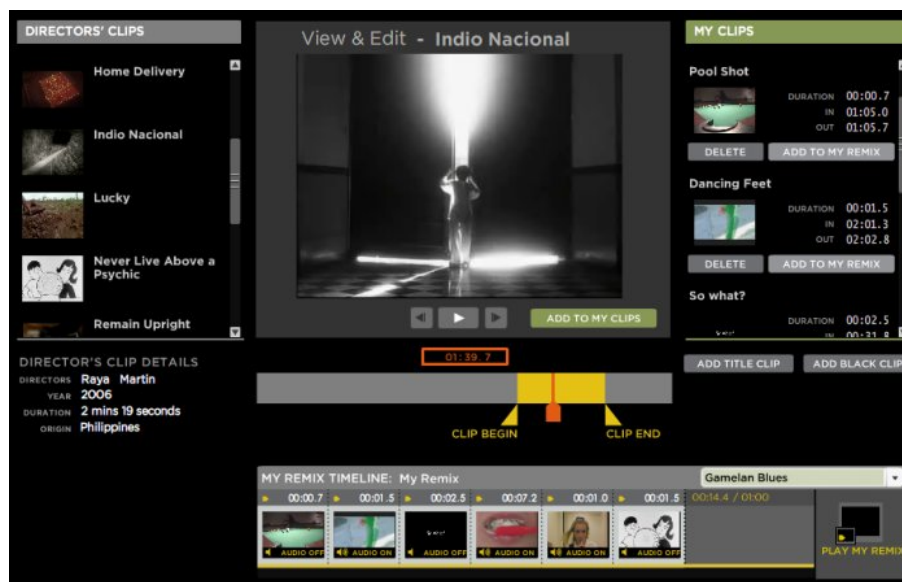 DIRECTORS' CLIPS
Home Delivery
Indio Nacional
Lucky
Never Live Above a
Psychic
Remain Upright
DIRECTOR'S CLIP DETAILS
DIRECTORS Raya Martin
YEAR 2006
DURATION 2 mins 19 seconds
ORIGIN Philippines
View & Edit - Indio Nacional
ADD TO MY CLIPS
01:39.7
CLIP BEGIN
CLIP END
MY CLIPS
Pool Shot
DURATION 00:00.7
IN 01:05.0
OUT 01:05.7
DELETE ADD TO MY REMIX
Dancing Feet
DURATION 00:01.5
IN 02:01.3
OUT 02:02.8
DELETE ADD TO MY REMIX
So what?
DURATION 00:02.5
IN 00:31.8
ADD TITLE CLIP ADD BLACK CLIP
MY REMIX TIMELINE: My Remix
Gamelan Blues
00:00.7 00:01.5 00:02.5 00:07.2 00:01.0 00:01.5 00:14.4 / 01:00
AUDIO OFF AUDIO ON AUDIO OFF AUDIO ON AUDIO ON AUDIO OFF
PLAY MY REMIX